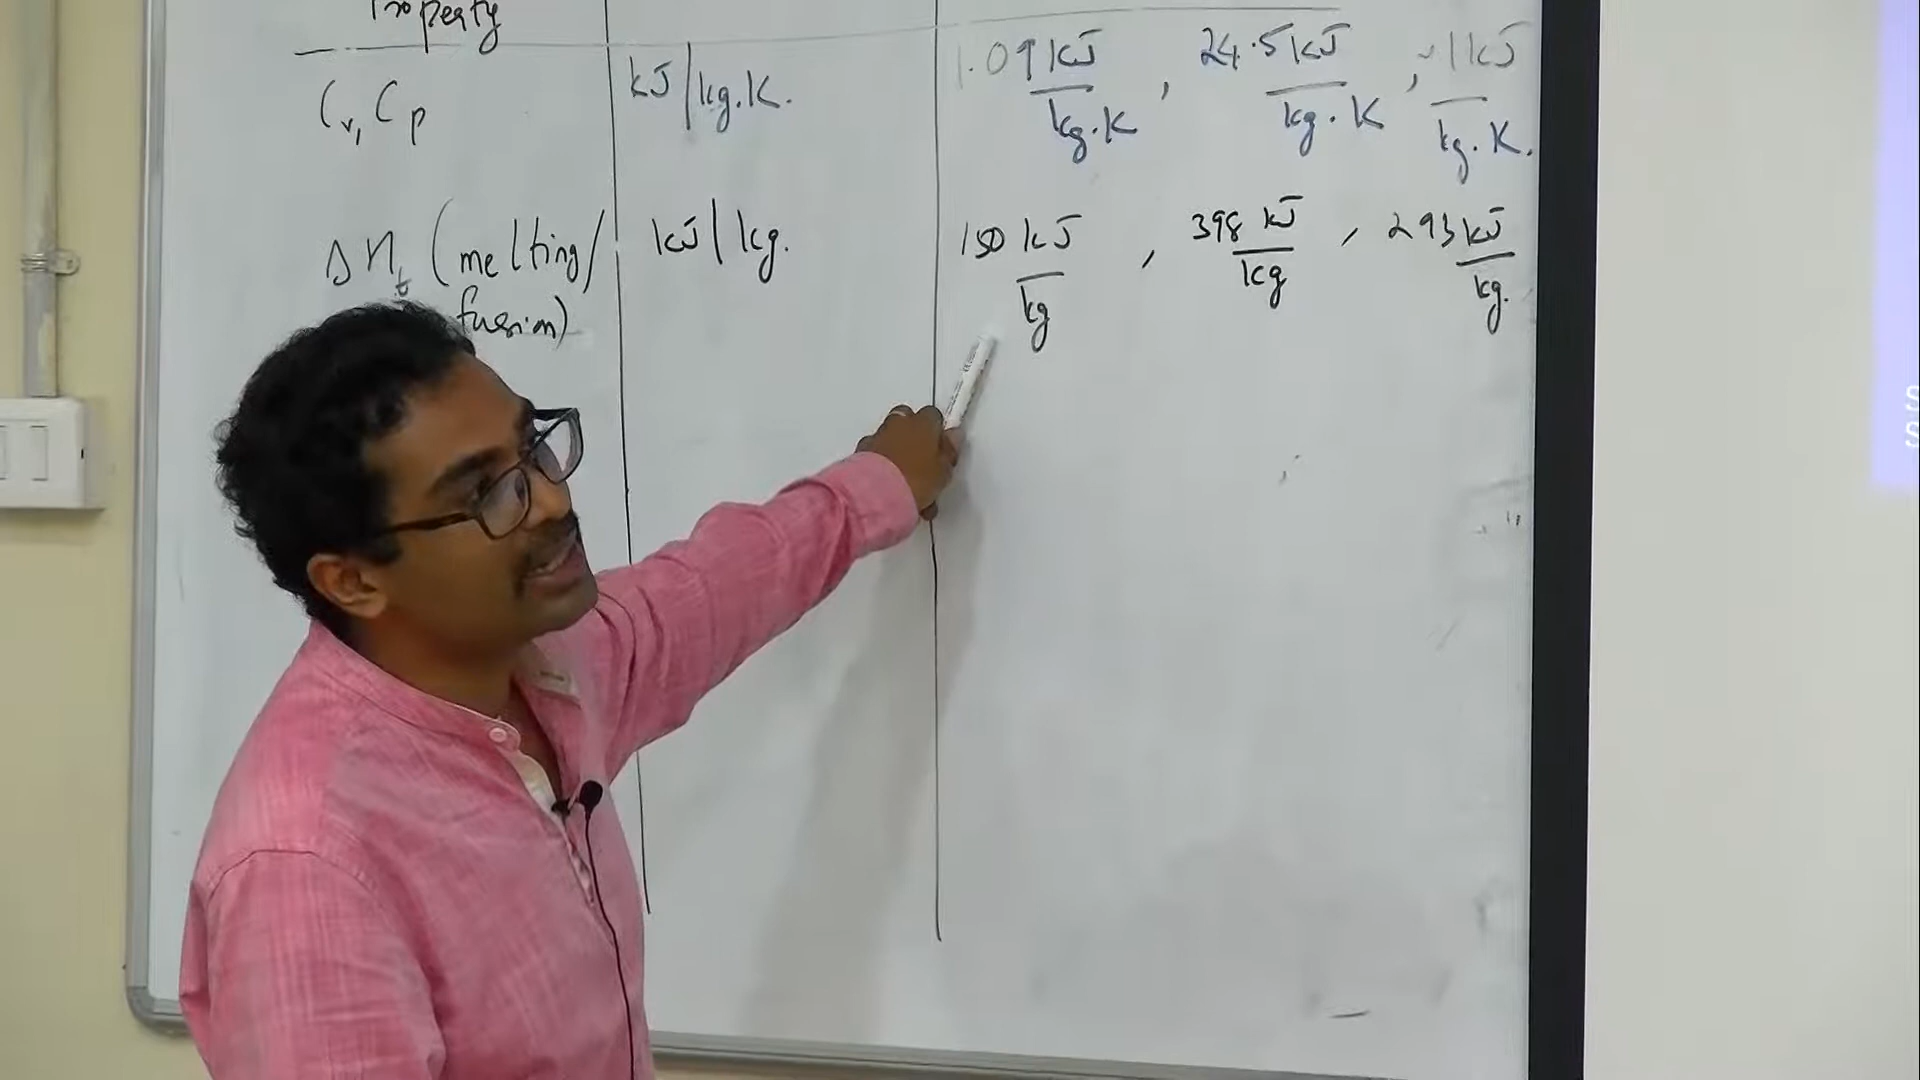 Property
Cv, Cp
kJ/kg.K.
1.09 kJ/kg.K, 24.5 kJ/kg.K, ~1 kJ/kg.K.
ΔHt (melting/
fusion)
kJ/kg.
150 kJ/kg, 398 kJ/kg, 293 kJ/kg.